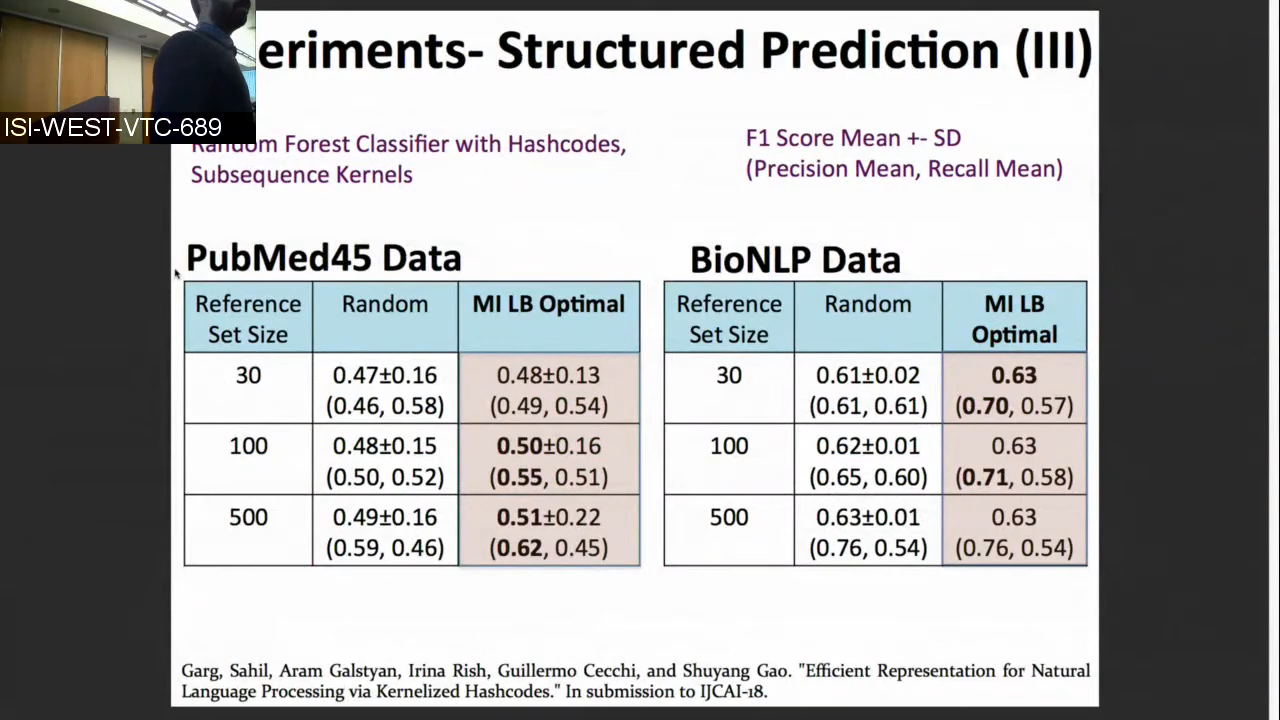 eriments- Structured Prediction (III)
ISI-WEST-VTC-689
Random Forest Classifier with Hashcodes,
Subsequence Kernels
F1 Score Mean +- SD
(Precision Mean, Recall Mean)
PubMed45 Data
Reference Set Size | Random | MI LB Optimal
30 | 0.47±0.16 (0.46, 0.58) | 0.48±0.13 (0.49, 0.54)
100 | 0.48±0.15 (0.50, 0.52) | 0.50±0.16 (0.55, 0.51)
500 | 0.49±0.16 (0.59, 0.46) | 0.51±0.22 (0.62, 0.45)
BioNLP Data
Reference Set Size | Random | MI LB Optimal
30 | 0.61±0.02 (0.61, 0.61) | 0.63 (0.70, 0.57)
100 | 0.62±0.01 (0.65, 0.60) | 0.63 (0.71, 0.58)
500 | 0.63±0.01 (0.76, 0.54) | 0.63 (0.76, 0.54)
Garg, Sahil, Aram Galstyan, Irina Rish, Guillermo Cecchi, and Shuyang Gao. "Efficient Representation for Natural
Language Processing via Kernelized Hashcodes." In submission to IJCAI-18.